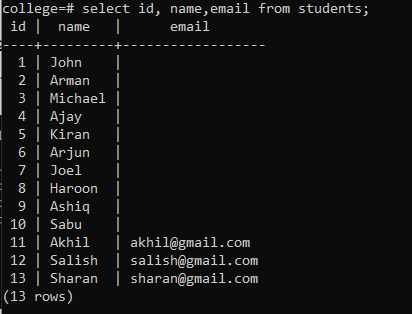 college=# select id, name,email from students;
 id |  name   |      email
----+---------+------------------
  1 | John    |
  2 | Arman   |
  3 | Michael |
  4 | Ajay    |
  5 | Kiran   |
  6 | Arjun   |
  7 | Joel    |
  8 | Haroon  |
  9 | Ashiq   |
 10 | Sabu    |
 11 | Akhil   | akhil@gmail.com
 12 | Salish  | salish@gmail.com
 13 | Sharan  | sharan@gmail.com
(13 rows)